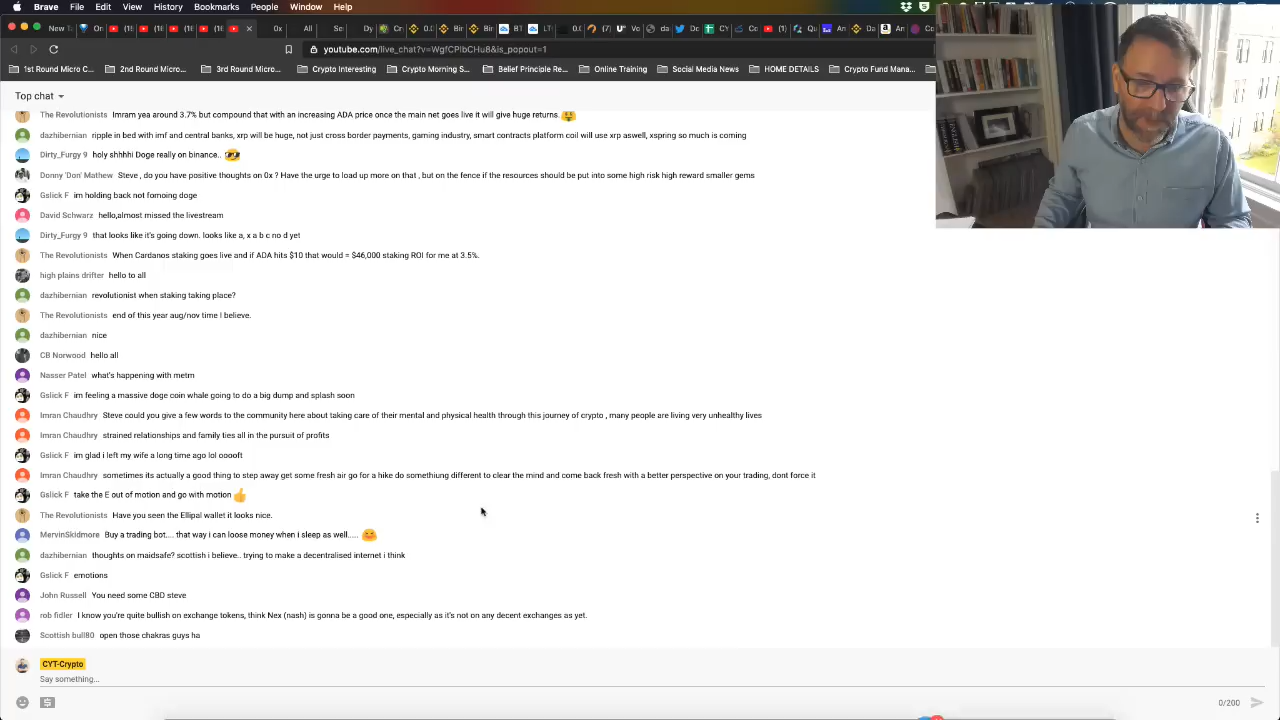 Brave File Edit View History Bookmarks People Window Help
youtube.com/live_chat?v=WgfCPIbCHu8&is_popout=1
1st Round Micro C... 2nd Round Micro... 3rd Round Micro... Crypto Interesting Crypto Morning S... Belief Principle Re... Online Training Social Media News HOME DETAILS Crypto Fund Mana...
Top chat
The Revolutionists Imram yea around 3.7% but compound that with an increasing ADA price once the main net goes live it will give huge returns.
dazhibernian ripple in bed with imf and central banks, xrp will be huge, not just cross border payments, gaming industry, smart contracts platform coil will use xrp aswell, xspring so much is coming
Dirty_Furgy 9 holy shhhhi Doge really on binance..
Donny 'Don' Mathew Steve , do you have positive thoughts on 0x ? Have the urge to load up more on that , but on the fence if the resources should be put into some high risk high reward smaller gems
Gslick F im holding back not fomoing doge
David Schwarz hello,almost missed the livestream
Dirty_Furgy 9 that looks like it's going down. looks like a, x a b c no d yet
The Revolutionists When Cardanos staking goes live and if ADA hits $10 that would = $46,000 staking ROI for me at 3.5%.
high plains drifter hello to all
dazhibernian revolutionist when staking taking place?
The Revolutionists end of this year aug/nov time I believe.
dazhibernian nice
CB Norwood hello all
Nasser Patel what's happening with metm
Gslick F im feeling a massive doge coin whale going to do a big dump and splash soon
Imran Chaudhry Steve could you give a few words to the community here about taking care of their mental and physical health through this journey of crypto , many people are living very unhealthy lives
Imran Chaudhry strained relationships and family ties all in the pursuit of profits
Gslick F im glad i left my wife a long time ago lol ooooft
Imran Chaudhry sometimes its actually a good thing to step away get some fresh air go for a hike do somethiung different to clear the mind and come back fresh with a better perspective on your trading, dont force it
Gslick F take the E out of motion and go with motion
The Revolutionists Have you seen the Ellipal wallet it looks nice.
MervinSkidmore Buy a trading bot.... that way i can loose money when i sleep as well.....
dazhibernian thoughts on maidsafe? scottish i believe.. trying to make a decentralised internet i think
Gslick F emotions
John Russell You need some CBD steve
rob fidler I know you're quite bullish on exchange tokens, think Nex (nash) is gonna be a good one, especially as it's not on any decent exchanges as yet.
Scottish bull80 open those chakras guys ha
CYT-Crypto
Say something...
0/200